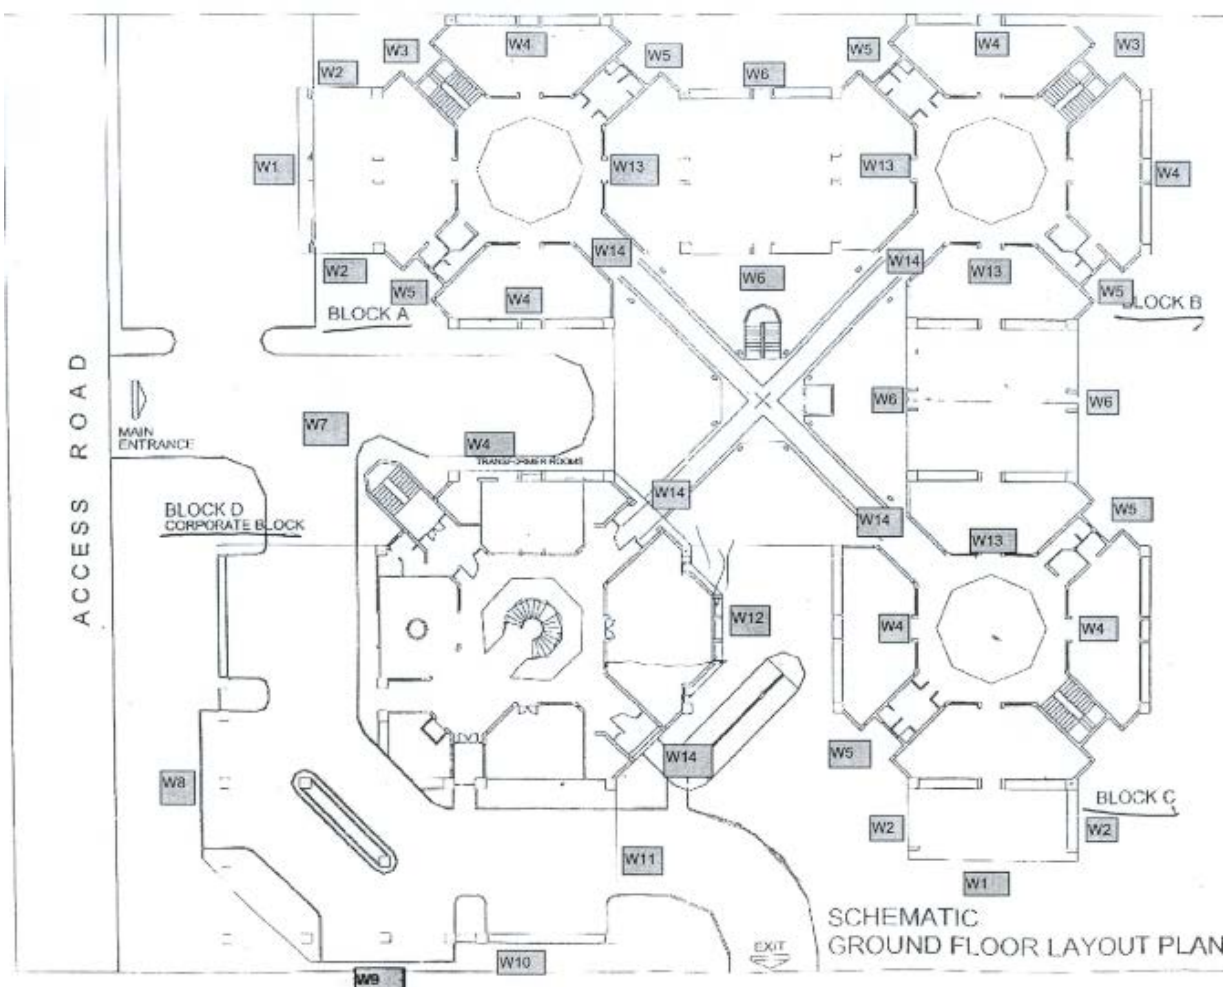 W3
W4
W5
W5
W4
W3
W2
W6
W1
W13
W13
W4
W14
W14
W2
W6
W13
W5
W4
W5
BLOCK A
BLOCK B
ACCESS ROAD
MAIN
ENTRANCE
W7
W6
W6
W4
TRANSFORMER ROOMS
W14
BLOCK D
CORPORATE BLOCK
W5
W14
W13
W12
W4
W4
W14
W5
W8
BLOCK C
W2
W2
W11
W1
SCHEMATIC
GROUND FLOOR LAYOUT PLAN
EXIT
W10
W9